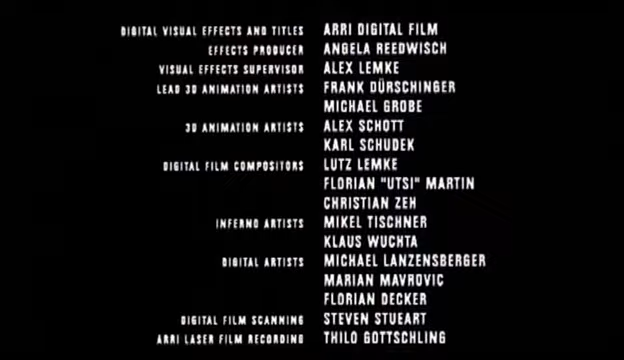 DIGITAL VISUAL EFFECTS AND TITLES ARRI DIGITAL FILM
EFFECTS PRODUCER ANGELA REEDWISCH
VISUAL EFFECTS SUPERVISOR ALEX LEMKE
LEAD 3D ANIMATION ARTISTS FRANK DÜRSCHINGER
MICHAEL GROBE
3D ANIMATION ARTISTS ALEX SCHOTT
KARL SCHUDEK
DIGITAL FILM COMPOSITORS LUTZ LEMKE
FLORIAN "UTSI" MARTIN
CHRISTIAN ZEH
INFERNO ARTISTS MIKEL TISCHNER
KLAUS WUCHTA
DIGITAL ARTISTS MICHAEL LANZENSBERGER
MARIAN MAVROVIC
FLORIAN DECKER
DIGITAL FILM SCANNING STEVEN STUEART
ARRI LASER FILM RECORDING THILO GOTTSCHLING